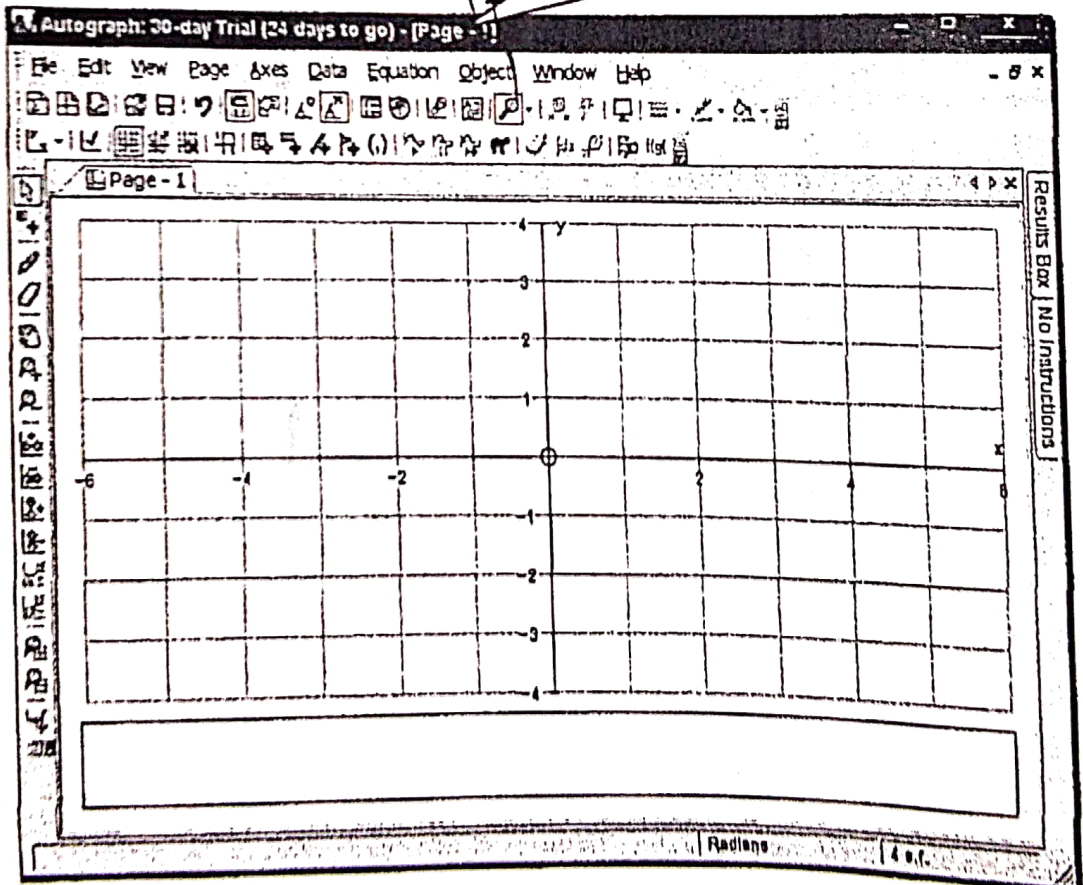 Autograph: 30-day Trial (24 days to go) - [Page - 1]
File Edit View Page Axes Data Equation Object Window Help
Page - 1
Results Box
No Instructions
4 y
3
2
1
x
-6 -4 -2 2 4 6
-1
-2
-3
-4
Radians
4 s.f.